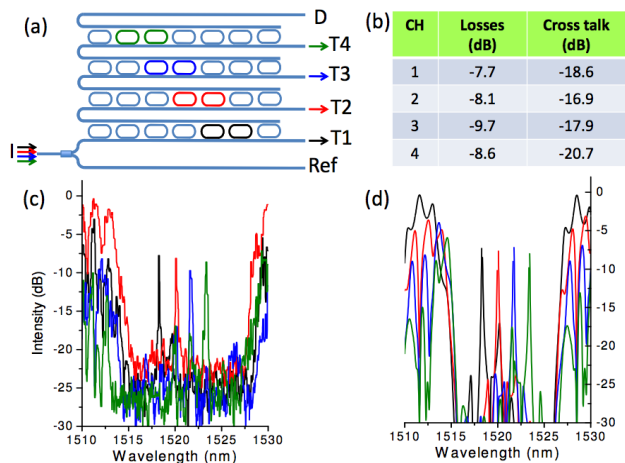 (a)
D
T4
T3
T2
T1
I
Ref
(b)
CH Losses (dB) Cross talk (dB)
1 -7.7 -18.6
2 -8.1 -16.9
3 -9.7 -17.9
4 -8.6 -20.7
(c)
0
-5
-10
-15
-20
-25
-30
Intensity (dB)
1510 1515 1520 1525 1530
Wavelength (nm)
(d)
0
-5
-10
-15
-20
-25
-30
1510 1515 1520 1525 1530
Wavelength (nm)